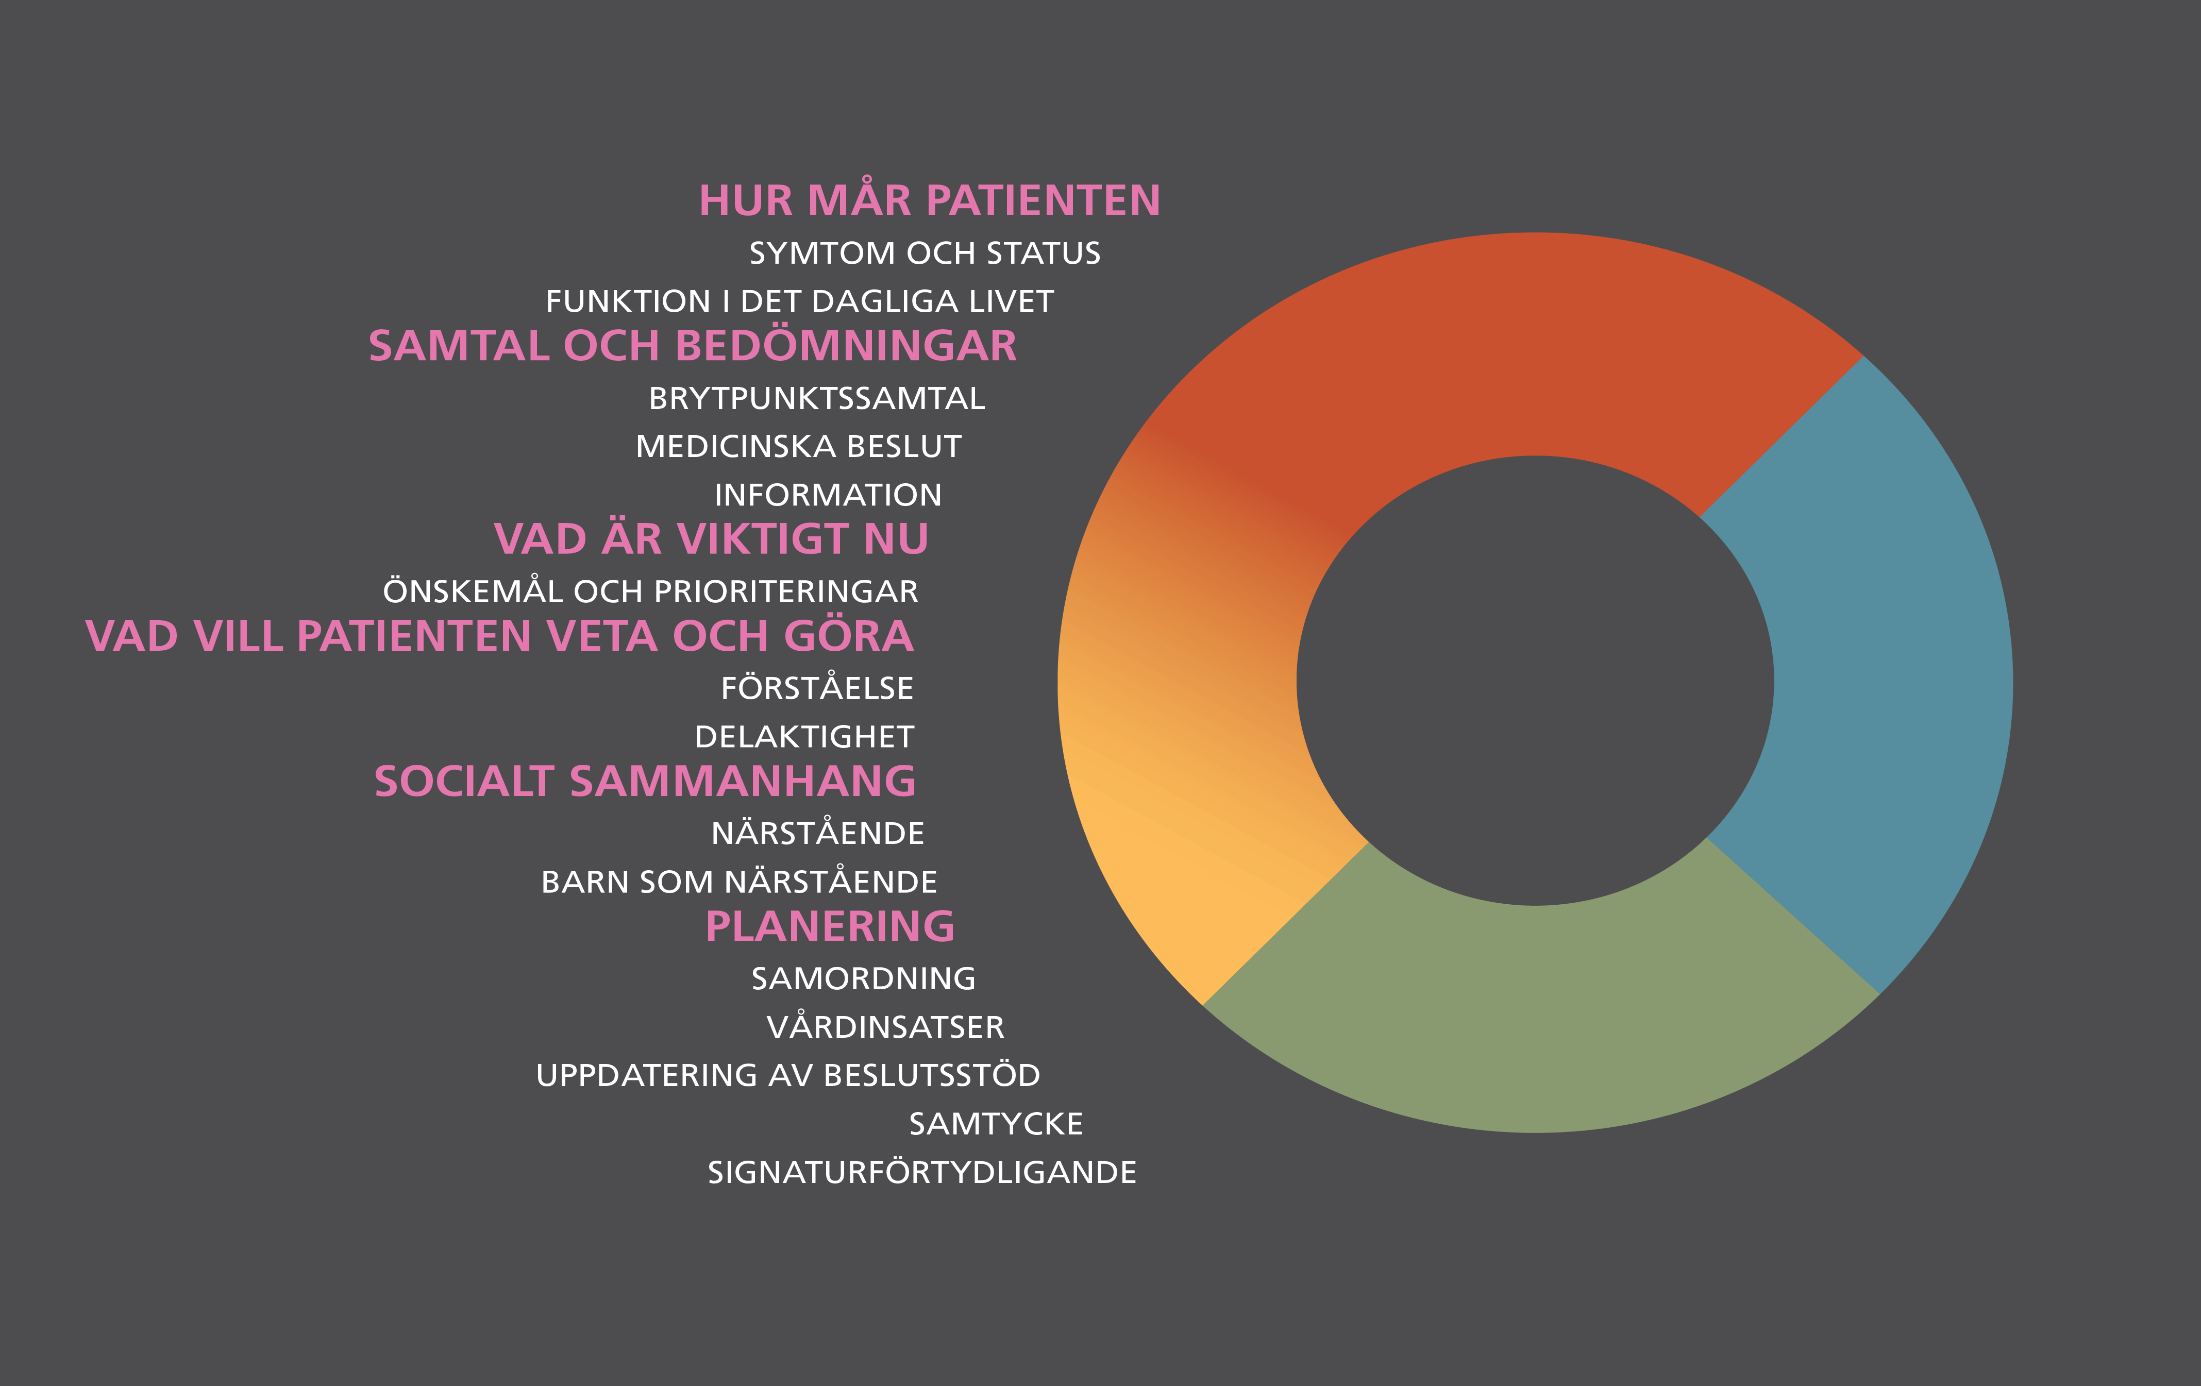 HUR MÅR PATIENTEN
SYMTOM OCH STATUS
FUNKTION I DET DAGLIGA LIVET
SAMTAL OCH BEDÖMNINGAR
BRYTPUNKTSSAMTAL
MEDICINSKA BESLUT
INFORMATION
VAD ÄR VIKTIGT NU
ÖNSKEMÅL OCH PRIORITERINGAR
VAD VILL PATIENTEN VETA OCH GÖRA
FÖRSTÅELSE
DELAKTIGHET
SOCIALT SAMMANHANG
NÄRSTÅENDE
BARN SOM NÄRSTÅENDE
PLANERING
SAMORDNING
VÅRDINSATSER
UPPDATERING AV BESLUTSSTÖD
SAMTYCKE
SIGNATURFÖRTYDLIGANDE